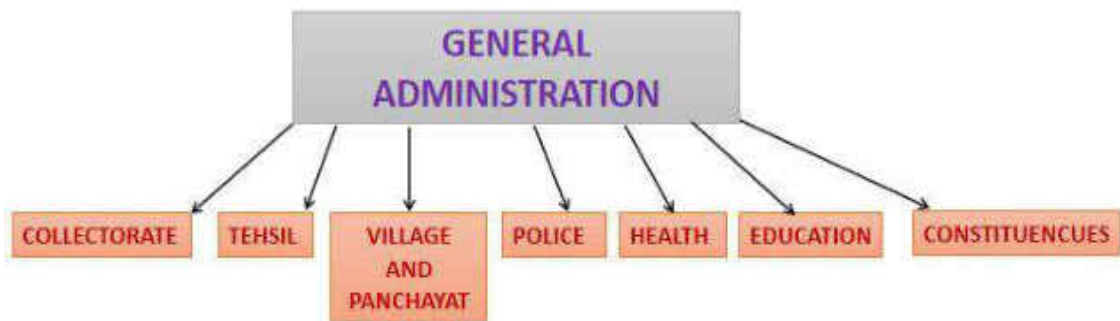 GENERAL
ADMINISTRATION
COLLECTORATE
TEHSIL
VILLAGE
AND
PANCHAYAT
POLICE
HEALTH
EDUCATION
CONSTITUENCUES